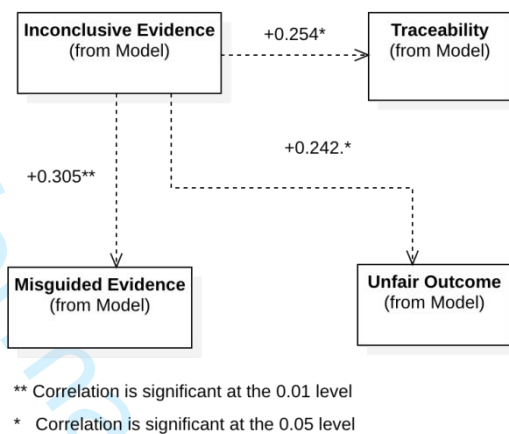 Inconclusive Evidence
(from Model)
+0.254*
Traceability
(from Model)
+0.305**
+0.242.*
Misguided Evidence
(from Model)
Unfair Outcome
(from Model)
** Correlation is significant at the 0.01 level
* Correlation is significant at the 0.05 level